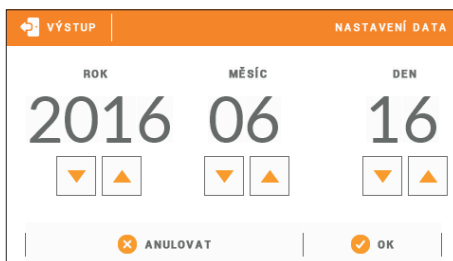 VÝSTUP NASTAVENÍ DATA
ROK MĚSÍC DEN
2016 06 16
ANULOVAT OK